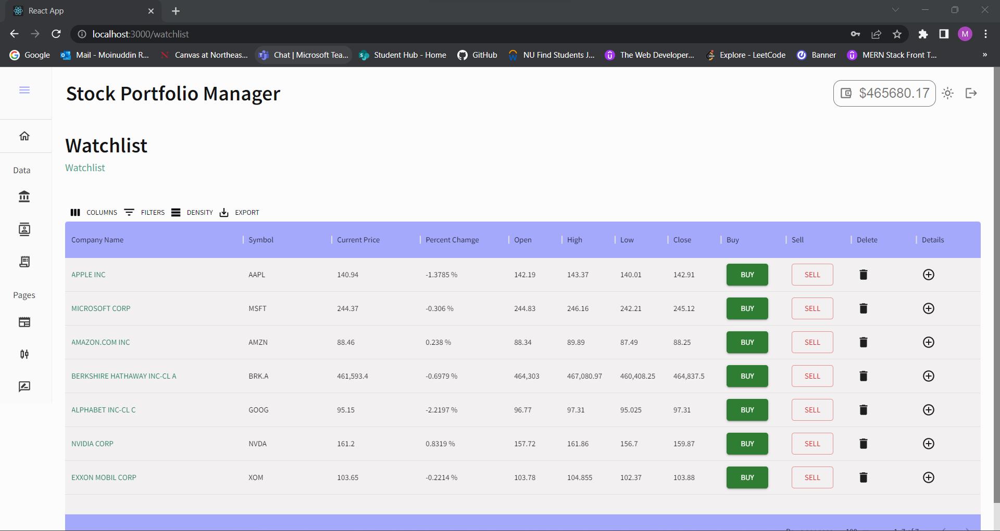 React App
localhost:3000/watchlist
M
Google Mail - Moinuddin R... Canvas at Northeas... Chat | Microsoft Tea... Student Hub - Home GitHub NU Find Students J... The Web Developer... Explore - LeetCode Banner MERN Stack Front T... »
Stock Portfolio Manager $465680.17
Watchlist
Watchlist
Data
Pages
COLUMNS FILTERS DENSITY EXPORT
Company Name Symbol Current Price Percent Chamge Open High Low Close Buy Sell Delete Details
APPLE INC AAPL 140.94 -1.3785 % 142.19 143.37 140.01 142.91 BUY SELL
MICROSOFT CORP MSFT 244.37 -0.306 % 244.83 246.16 242.21 245.12 BUY SELL
AMAZON.COM INC AMZN 88.46 0.238 % 88.34 89.89 87.49 88.25 BUY SELL
BERKSHIRE HATHAWAY INC-CL A BRK.A 461,593.4 -0.6979 % 464,303 467,080.97 460,408.25 464,837.5 BUY SELL
ALPHABET INC-CL C GOOG 95.15 -2.2197 % 96.77 97.31 95.025 97.31 BUY SELL
NVIDIA CORP NVDA 161.2 0.8319 % 157.72 161.86 156.7 159.87 BUY SELL
EXXON MOBIL CORP XOM 103.65 -0.2214 % 103.78 104.855 102.37 103.88 BUY SELL